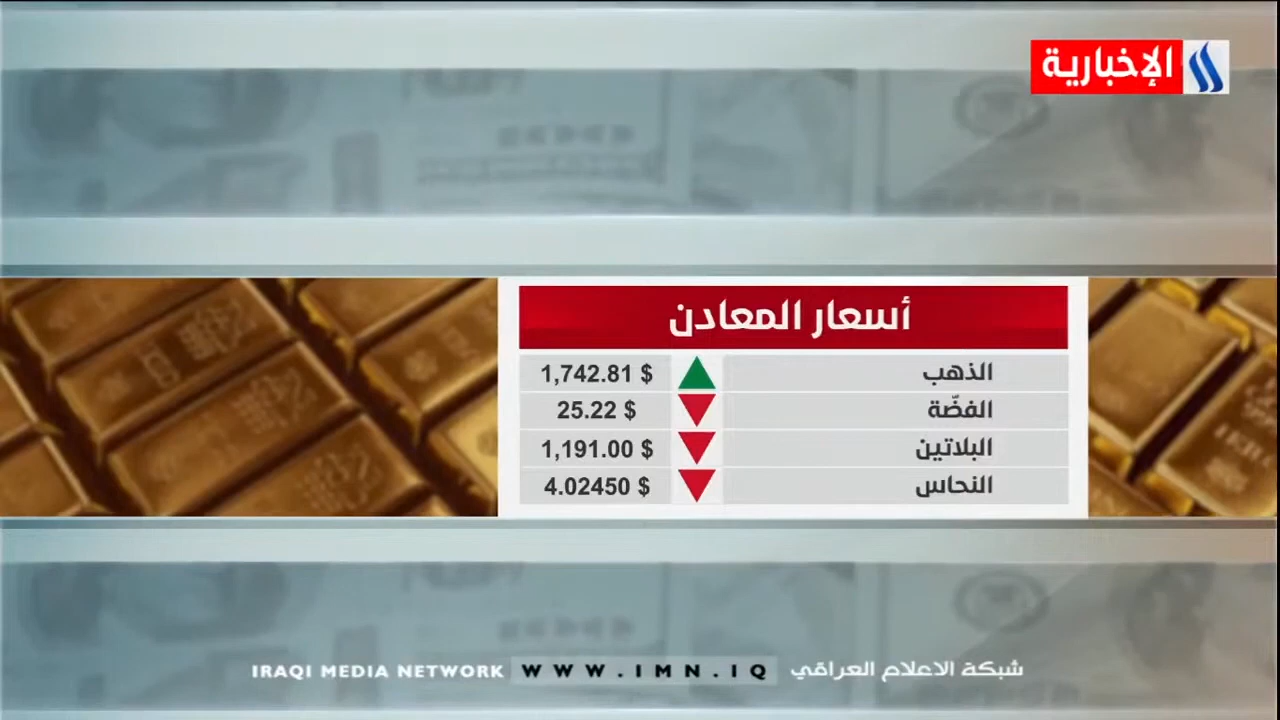 الإخبارية
أسعار المعادن
الذهب 1,742.81 $
الفضّة 25.22 $
البلاتين 1,191.00 $
النحاس 4.02450 $
IRAQI MEDIA NETWORK WWW.IMN.IQ شبكة الاعلام العراقي